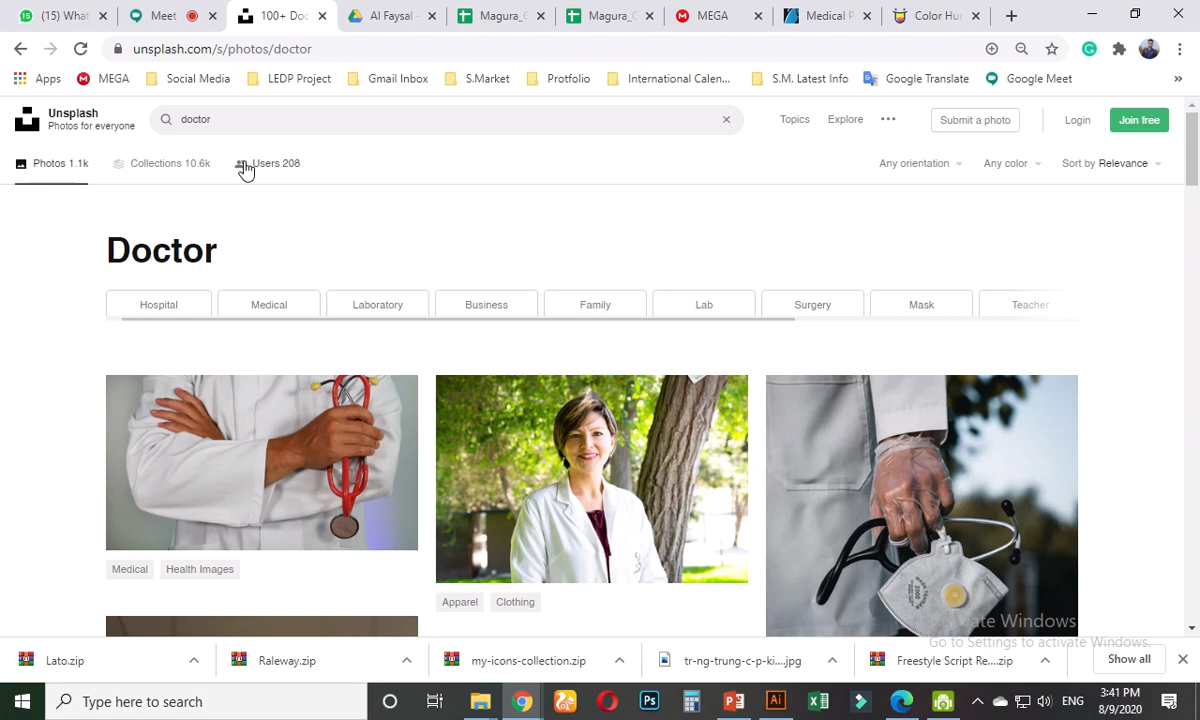 (15) What
Meet
100+ Doc
Al Faysal -
Magura_C
Magura_C
MEGA
Medical P
Color Hun
unsplash.com/s/photos/doctor
Apps
MEGA
Social Media
LEDP Project
Gmail Inbox
S.Market
Protfolio
International Calen...
S.M. Latest Info
Google Translate
Google Meet
»
Unsplash
Photos for everyone
doctor
Topics
Explore
Submit a photo
Login
Join free
Photos 1.1k
Collections 10.6k
Users 208
Any orientation
Any color
Sort by Relevance
Doctor
Hospital
Medical
Laboratory
Business
Family
Lab
Surgery
Mask
Teacher
Medical
Health Images
Apparel
Clothing
Activate Windows
Go to Settings to activate Windows.
Lato.zip
Raleway.zip
my-icons-collection.zip
tr-ng-trung-c-p-ki....jpg
Freestyle Script Re....zip
Show all
Type here to search
Ps
Ai
ENG
3:41 PM
8/9/2020